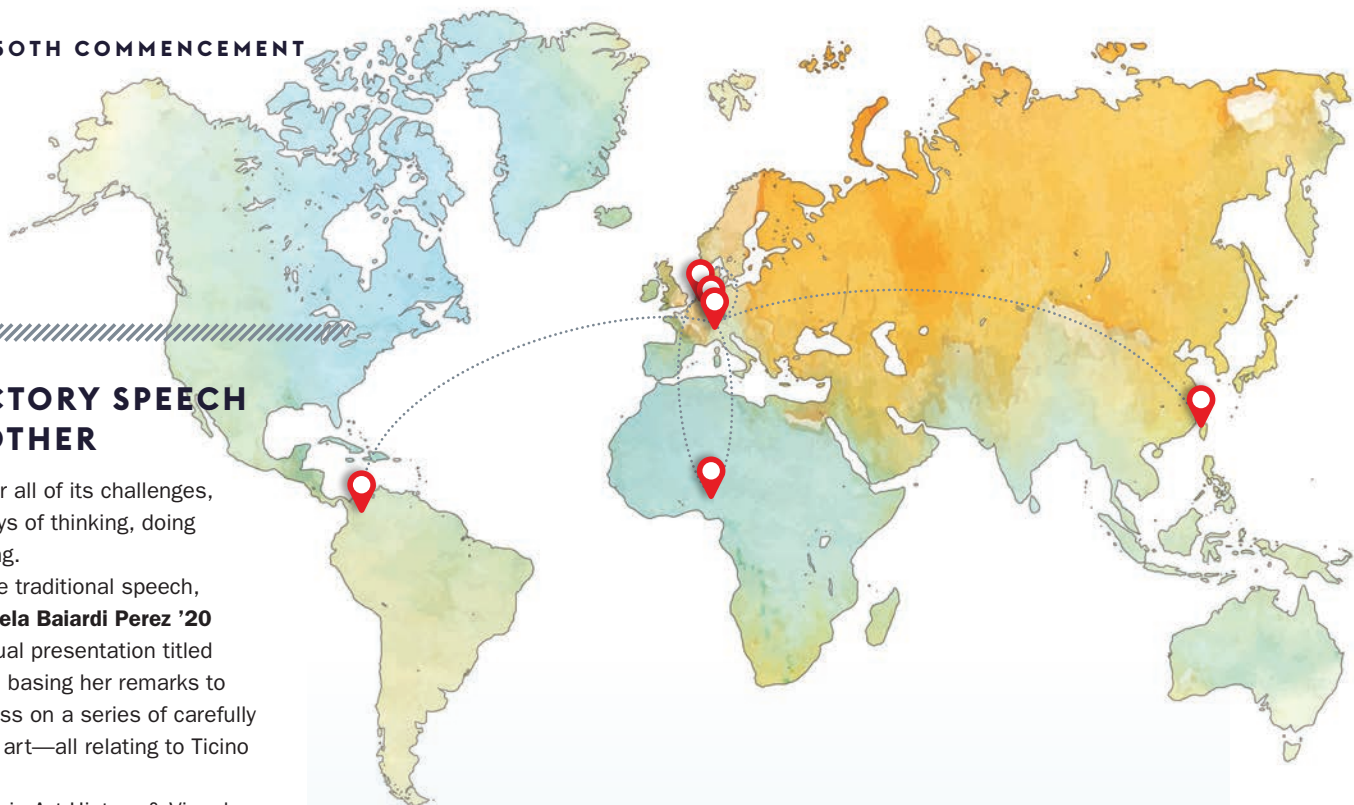 50TH COMMENCEMENT
CTORY SPEECH
OTHER
r all of its challenges,
ys of thinking, doing
g.
e traditional speech,
ela Baiardi Perez ’20
ual presentation titled
basing her remarks to
ss on a series of carefully
art—all relating to Ticino